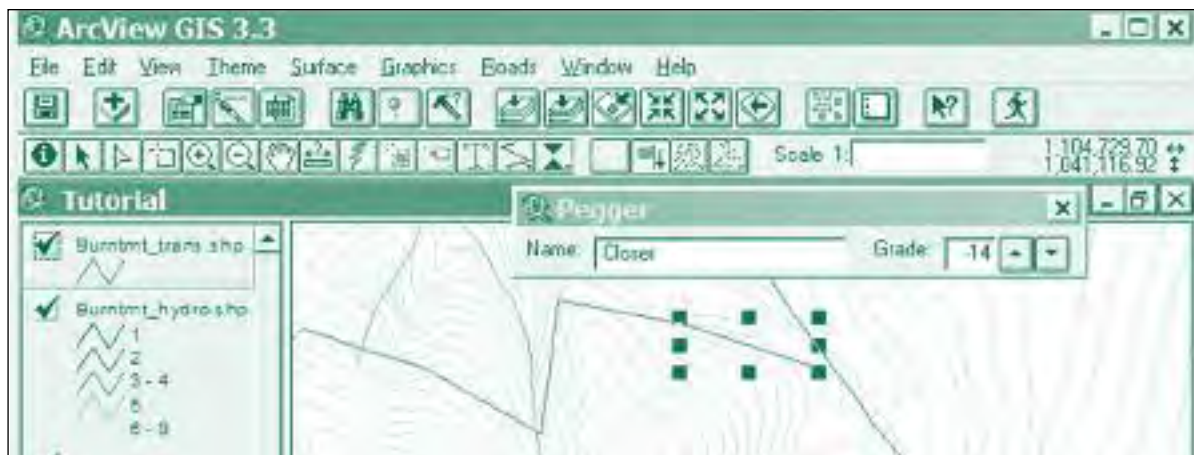 ArcView GIS 3.3
File Edit View Theme Surface Graphics Roads Window Help
Scale 1:
1,104,729.70
1,041,116.92
Tutorial
Pegger
Name: Closer
Grade: -14
Burntmt_trans.shp
Burntmt_hydro.shp
1
2
3 - 4
5
6 - 9